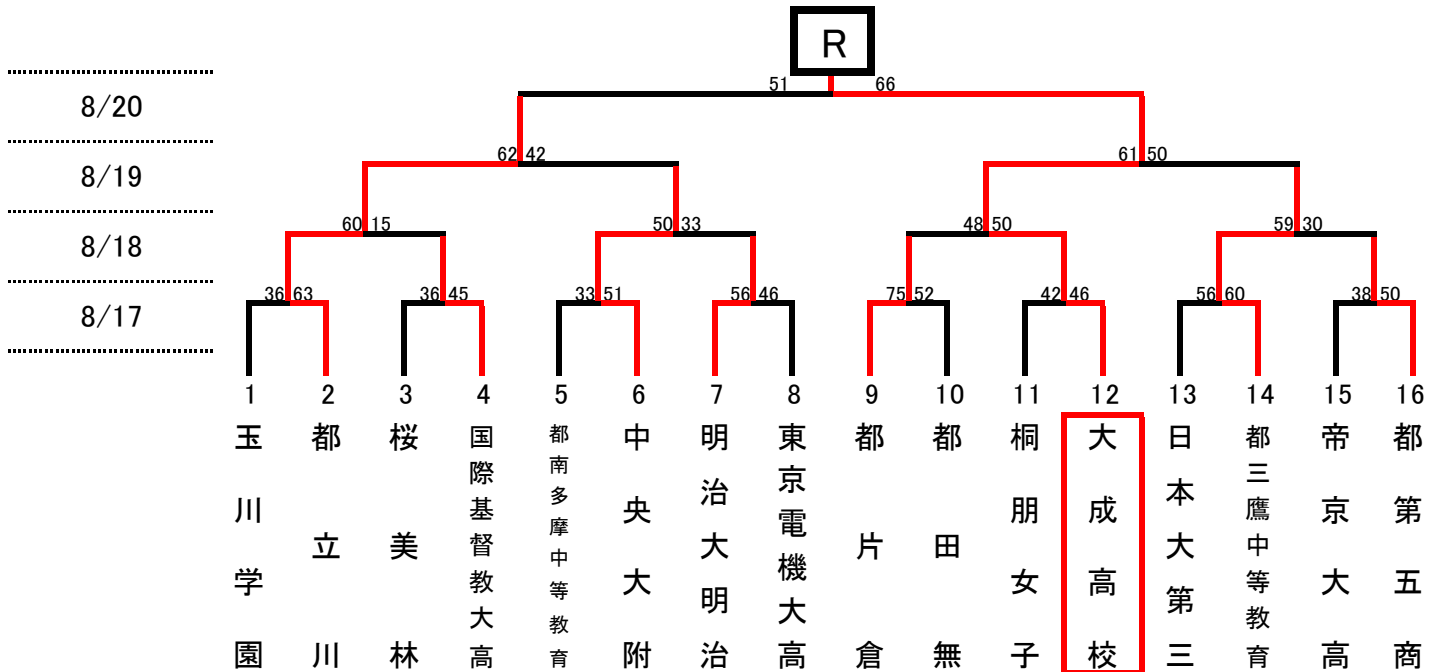 R
51 66
8/20
62 42 61 50
8/19
60 15 50 33 48 50 59 30
8/18
36 63 36 45 33 51 56 46 75 52 42 46 56 60 38 50
8/17
1 2 3 4 5 6 7 8 9 10 11 12 13 14 15 16
玉川学園
都立川
桜美林
国際基督教大高
都南多摩中等教育
中央大附
明治大明治
東京電機大高
都片倉
都田無
桐朋女子
大成高校
日本大第三
都三鷹中等教育
帝京大高
都第五商